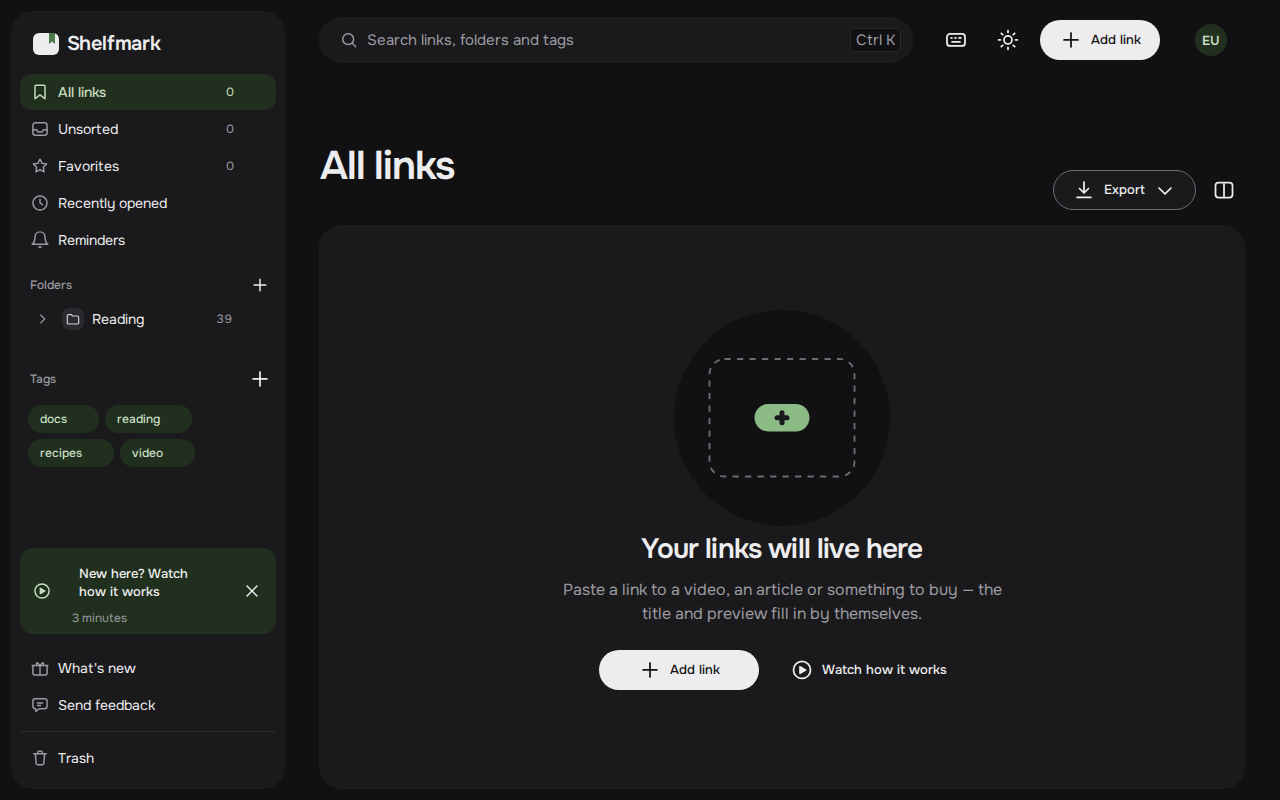 Shelfmark
Search links, folders and tags
Ctrl K
Add link
EU
All links
0
Unsorted
0
Favorites
0
Recently opened
Reminders
Folders
Reading
39
Tags
docs
reading
recipes
video
New here? Watch
how it works
3 minutes
What's new
Send feedback
Trash
All links
Export
Your links will live here
Paste a link to a video, an article or something to buy — the
title and preview fill in by themselves.
Add link
Watch how it works